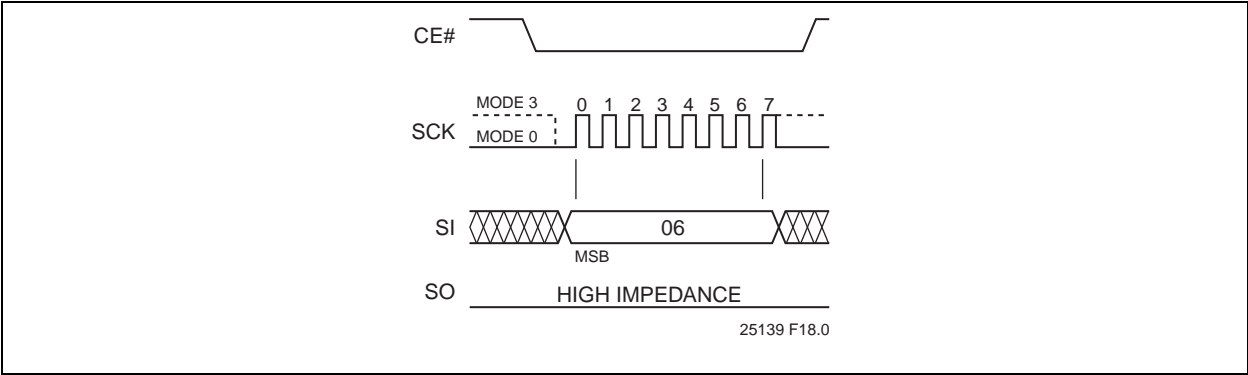 CE#
MODE 3 0 1 2 3 4 5 6 7
SCK
MODE 0
SI 06
MSB
SO HIGH IMPEDANCE
25139 F18.0